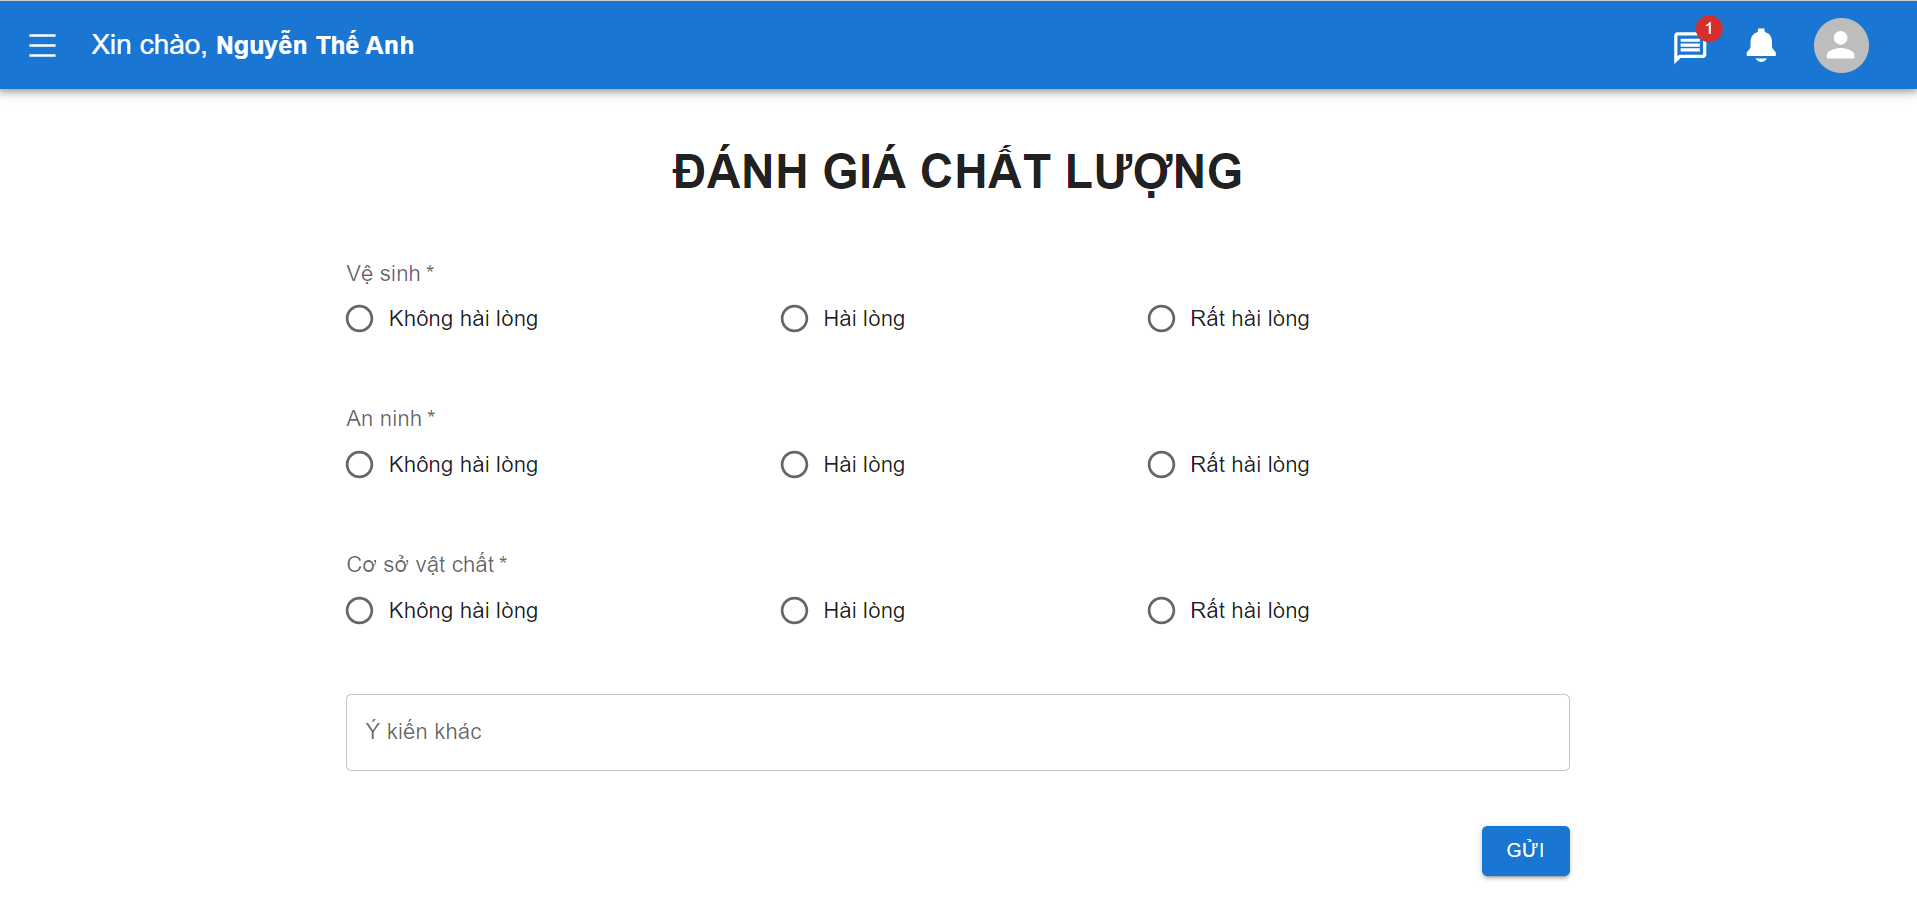 Xin chào, Nguyễn Thế Anh
1
ĐÁNH GIÁ CHẤT LƯỢNG
Vệ sinh *
Không hài lòng Hài lòng Rất hài lòng
An ninh *
Không hài lòng Hài lòng Rất hài lòng
Cơ sở vật chất *
Không hài lòng Hài lòng Rất hài lòng
Ý kiến khác
GỬI